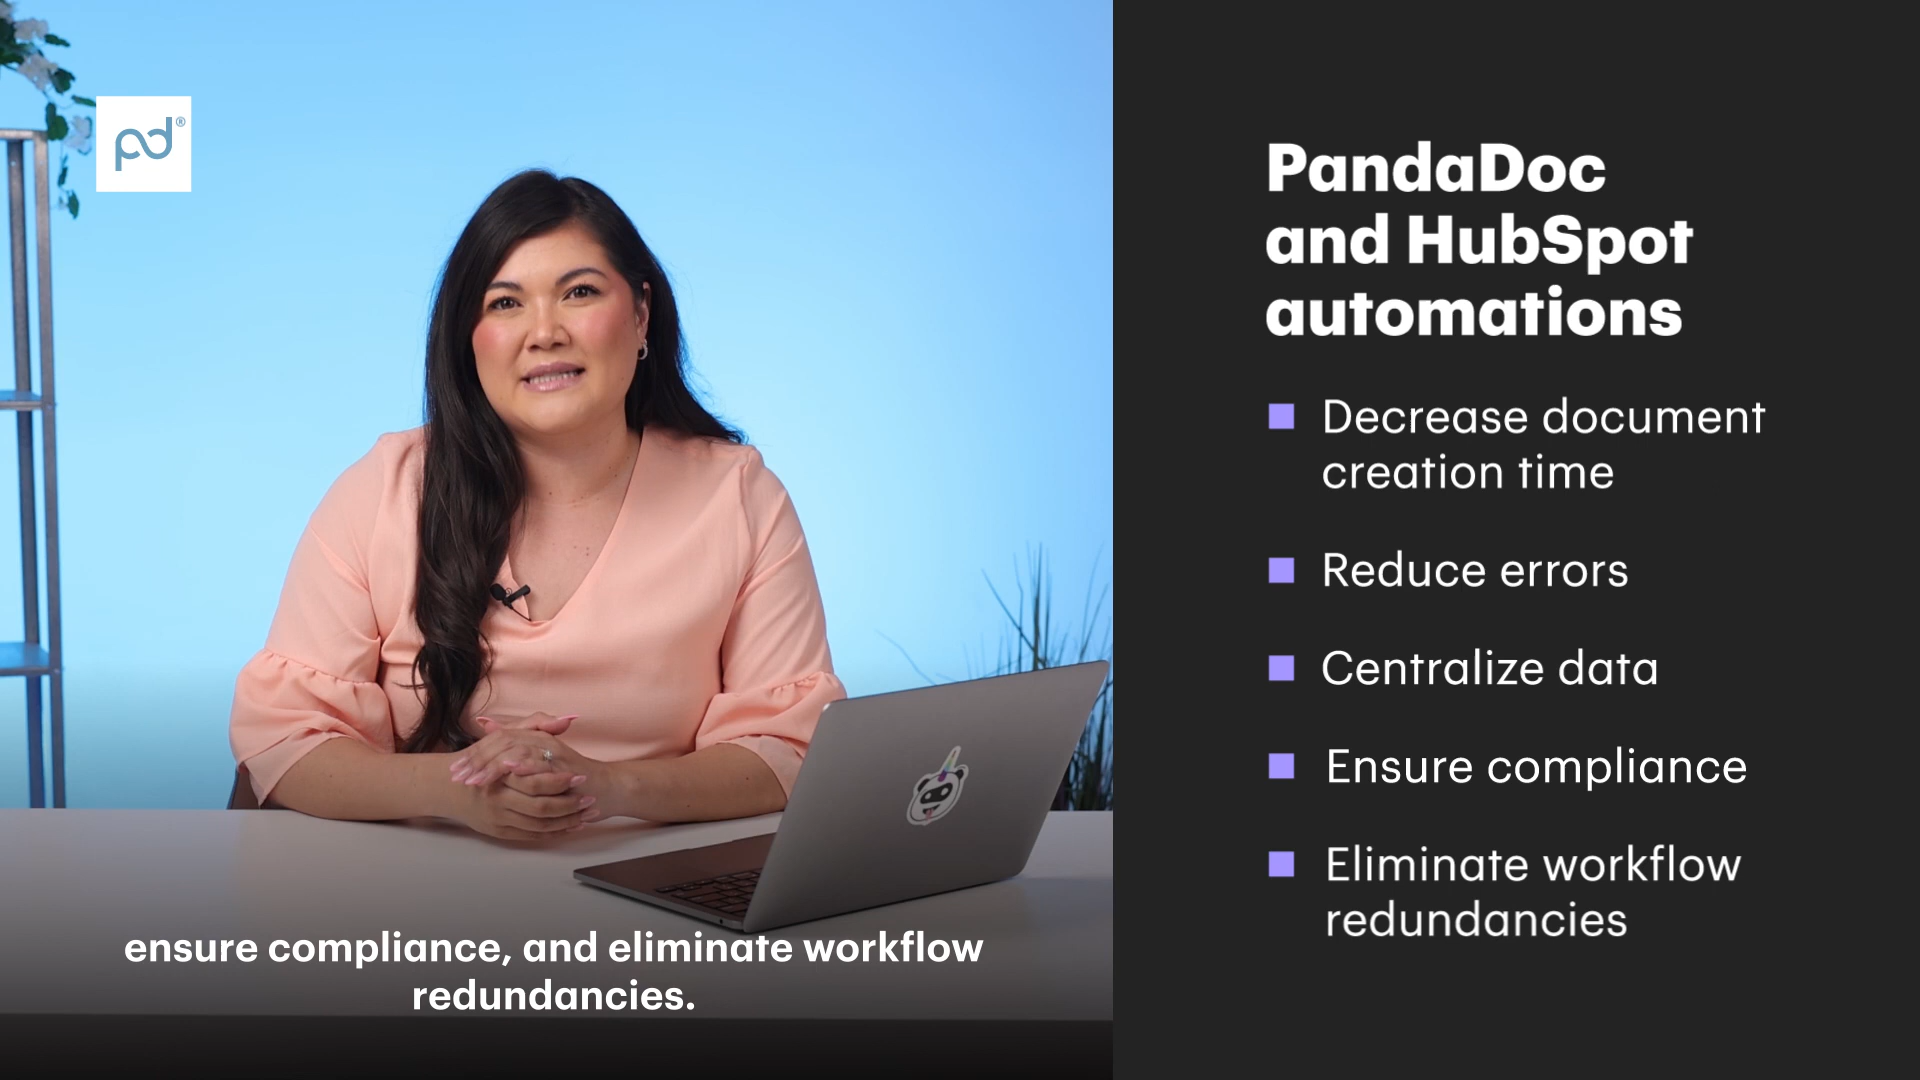 pd®
PandaDoc
and HubSpot
automations
Decrease document
creation time
Reduce errors
Centralize data
Ensure compliance
Eliminate workflow
redundancies
ensure compliance, and eliminate workflow
redundancies.